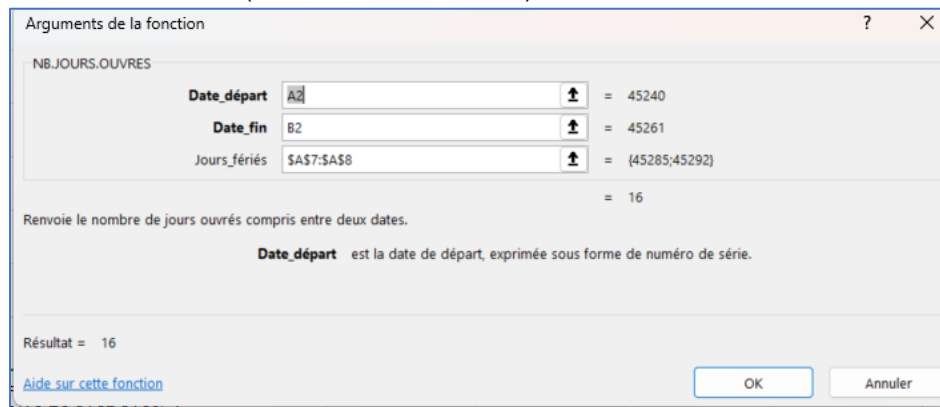 Arguments de la fonction ? ×
NB.JOURS.OUVRES
Date_départ A2 = 45240
Date_fin B2 = 45261
Jours_fériés $A$7:$A$8 = {45285;45292}
= 16
Renvoie le nombre de jours ouvrés compris entre deux dates.
Date_départ est la date de départ, exprimée sous forme de numéro de série.
Résultat = 16
Aide sur cette fonction OK Annuler